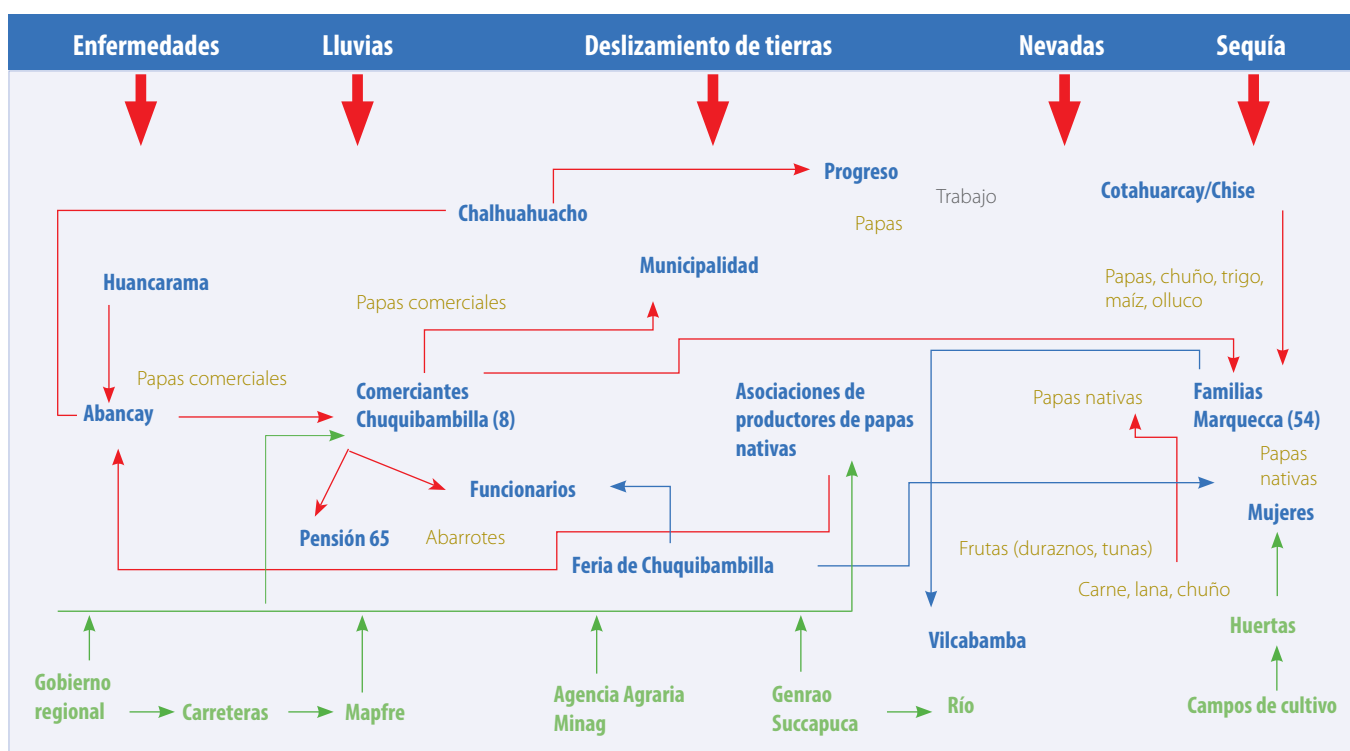 Enfermedades
Lluvias
Deslizamiento de tierras
Nevadas
Sequía
Progreso
Trabajo
Cotahuarcay/Chise
Chalhuahuacho
Papas
Municipalidad
Huancarama
Papas, chuño, trigo,
maíz, olluco
Papas comerciales
Papas comerciales
Abancay
Comerciantes
Chuquibambilla (8)
Asociaciones de
productores de papas
nativas
Papas nativas
Familias
Marquecca (54)
Papas
nativas
Funcionarios
Mujeres
Pensión 65
Abarrotes
Feria de Chuquibambilla
Frutas (duraznos, tunas)
Carne, lana, chuño
Vilcabamba
Huertas
Gobierno
regional
Carreteras
Mapfre
Agencia Agraria
Minag
Genrao
Succapuca
Río
Campos de cultivo